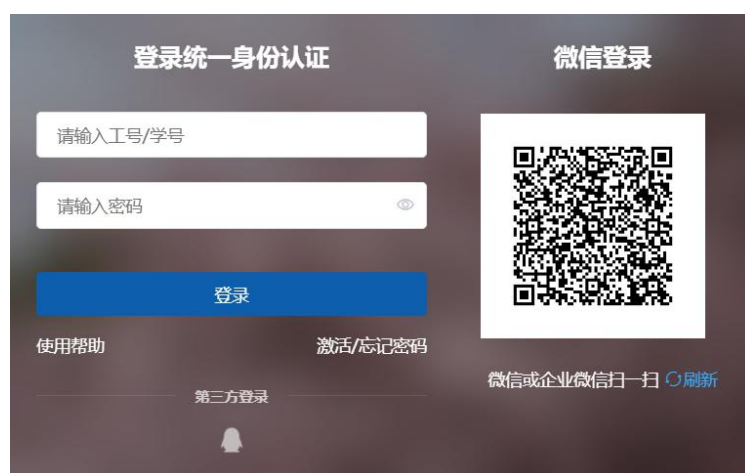 登录统一身份认证
请输入工号/学号
请输入密码
登录
使用帮助
激活/忘记密码
第三方登录
微信登录
微信或企业微信扫一扫 刷新